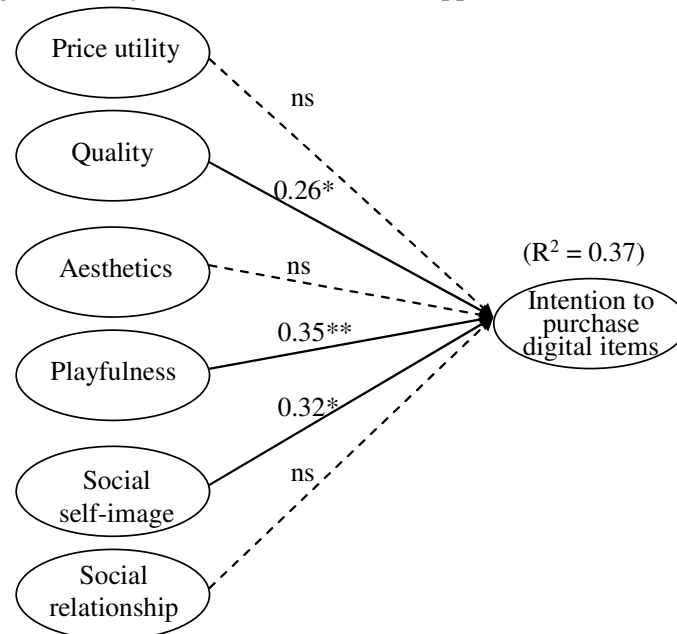 Price utility
ns
Quality
0.26*
(R² = 0.37)
Aesthetics
ns
Intention to
purchase
digital items
0.35**
Playfulness
0.32*
Social
self-image
ns
Social
relationship